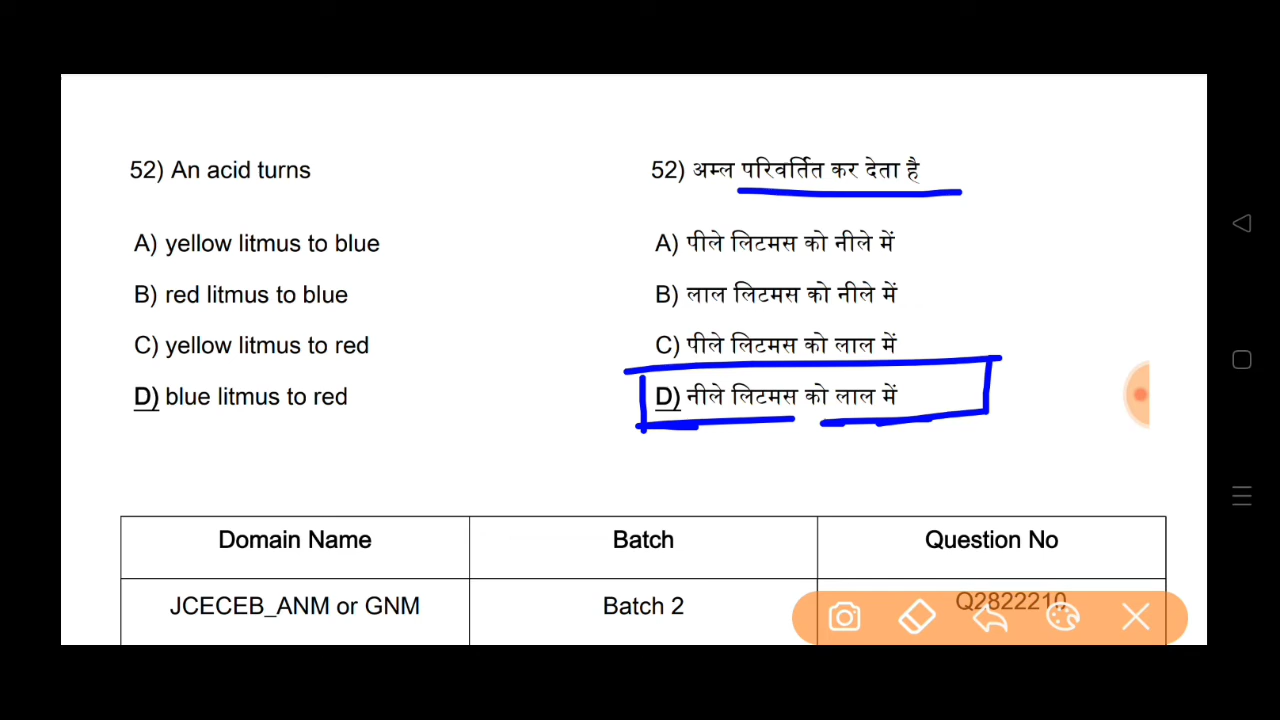 52) An acid turns
A) yellow litmus to blue
B) red litmus to blue
C) yellow litmus to red
D) blue litmus to red
52) अम्ल परिवर्तित कर देता है
A) पीले लिटमस को नीले में
B) लाल लिटमस को नीले में
C) पीले लिटमस को लाल में
D) नीले लिटमस को लाल में
Domain Name Batch Question No
JCECEB_ANM or GNM Batch 2 Q2822210